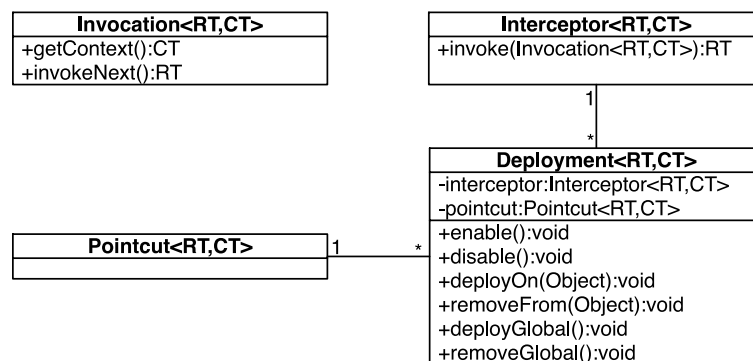 Invocation<RT,CT>
+getContext():CT
+invokeNext():RT
Interceptor<RT,CT>
+invoke(Invocation<RT,CT>):RT
1
*
Deployment<RT,CT>
-interceptor:Interceptor<RT,CT>
-pointcut:Pointcut<RT,CT>
+enable():void
+disable():void
+deployOn(Object):void
+removeFrom(Object):void
+deployGlobal():void
+removeGlobal():void
Pointcut<RT,CT>
1
*